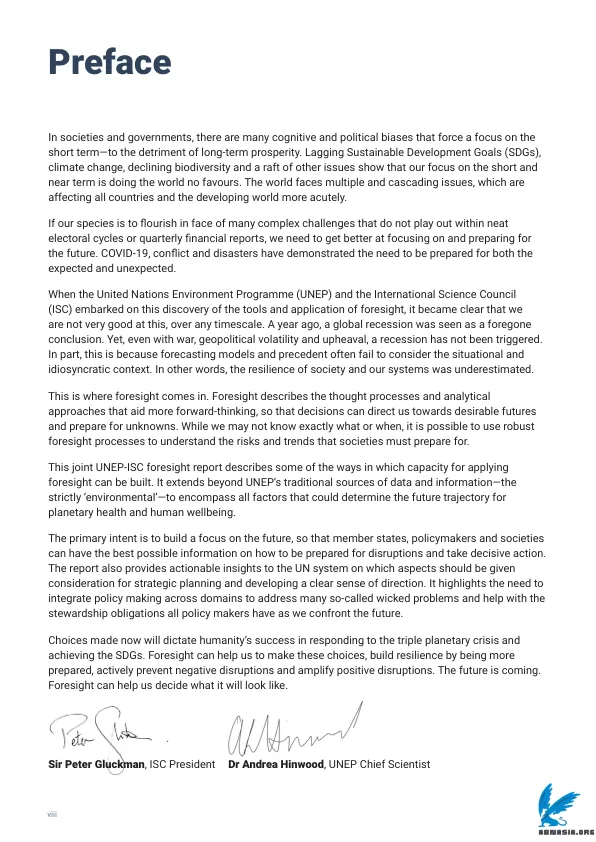 Preface
In societies and governments, there are many cognitive and political biases that force a focus on the
short term—to the detriment of long-term prosperity. Lagging Sustainable Development Goals (SDGs),
climate change, declining biodiversity and a raft of other issues show that our focus on the short and
near term is doing the world no favours. The world faces multiple and cascading issues, which are
affecting all countries and the developing world more acutely.
If our species is to flourish in face of many complex challenges that do not play out within neat
electoral cycles or quarterly financial reports, we need to get better at focusing on and preparing for
the future. COVID-19, conflict and disasters have demonstrated the need to be prepared for both the
expected and unexpected.
When the United Nations Environment Programme (UNEP) and the International Science Council
(ISC) embarked on this discovery of the tools and application of foresight, it became clear that we
are not very good at this, over any timescale. A year ago, a global recession was seen as a foregone
conclusion. Yet, even with war, geopolitical volatility and upheaval, a recession has not been triggered.
In part, this is because forecasting models and precedent often fail to consider the situational and
idiosyncratic context. In other words, the resilience of society and our systems was underestimated.
This is where foresight comes in. Foresight describes the thought processes and analytical
approaches that aid more forward-thinking, so that decisions can direct us towards desirable futures
and prepare for unknowns. While we may not know exactly what or when, it is possible to use robust
foresight processes to understand the risks and trends that societies must prepare for.
This joint UNEP-ISC foresight report describes some of the ways in which capacity for applying
foresight can be built. It extends beyond UNEP's traditional sources of data and information—the
strictly ‘environmental’—to encompass all factors that could determine the future trajectory for
planetary health and human wellbeing.
The primary intent is to build a focus on the future, so that member states, policymakers and societies
can have the best possible information on how to be prepared for disruptions and take decisive action.
The report also provides actionable insights to the UN system on which aspects should be given
consideration for strategic planning and developing a clear sense of direction. It highlights the need to
integrate policy making across domains to address many so-called wicked problems and help with the
stewardship obligations all policy makers have as we confront the future.
Choices made now will dictate humanity's success in responding to the triple planetary crisis and
achieving the SDGs. Foresight can help us to make these choices, build resilience by being more
prepared, actively prevent negative disruptions and amplify positive disruptions. The future is coming.
Foresight can help us decide what it will look like.
Sir Peter Gluckman, ISC President Dr Andrea Hinwood, UNEP Chief Scientist
viii
ABNASIA.ORG